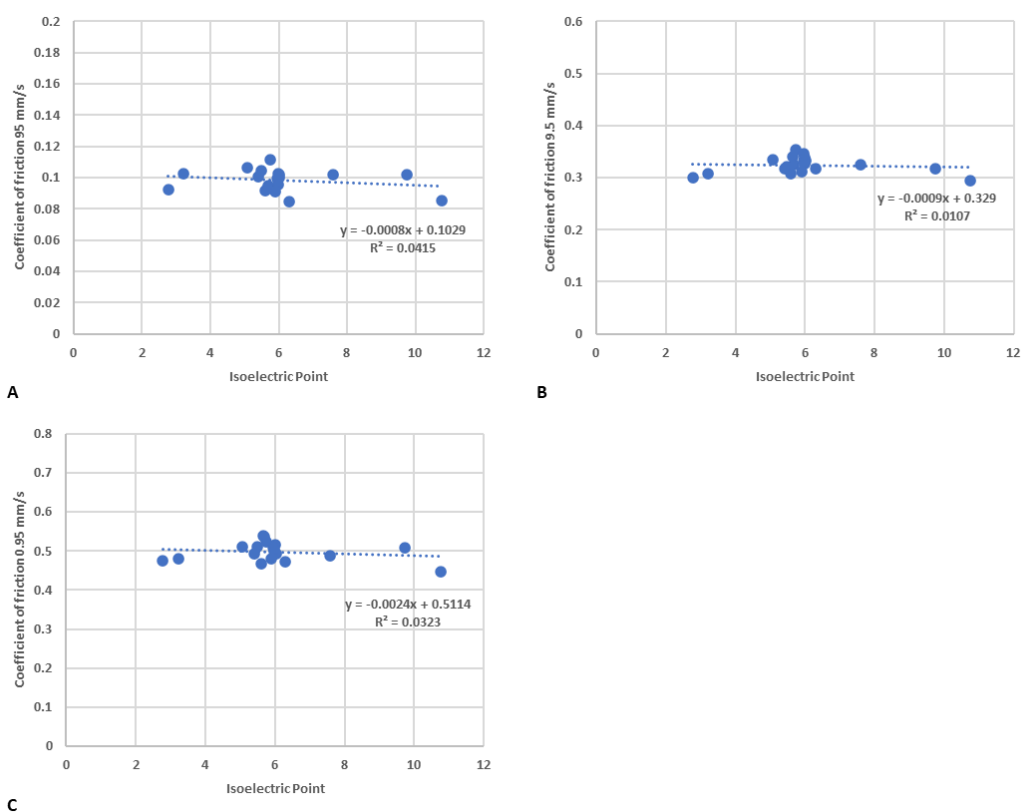 0.2
0.18
0.16
0.14
0.12
0.1
0.08
0.06
0.04
0.02
0
Coefficient of friction 95 mm/s
y = -0.0008x + 0.1029
R² = 0.0415
0 2 4 6 8 10 12
Isoelectric Point
A
0.6
0.5
0.4
0.3
0.2
0.1
0
Coefficient of friction 9.5 mm/s
y = -0.0009x + 0.329
R² = 0.0107
0 2 4 6 8 10 12
Isoelectric Point
B
0.8
0.7
0.6
0.5
0.4
0.3
0.2
0.1
0
Coefficient of friction 0.95 mm/s
y = -0.0024x + 0.5114
R² = 0.0323
0 2 4 6 8 10 12
Isoelectric Point
C